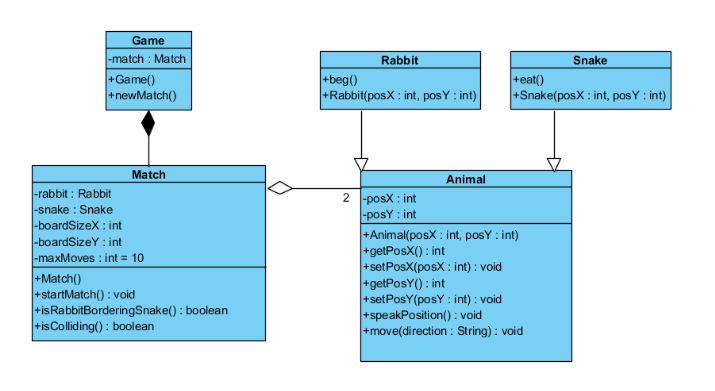 Game
-match : Match
+Game()
+newMatch()
Rabbit
+beg()
+Rabbit(posX : int, posY : int)
Snake
+eat()
+Snake(posX : int, posY : int)
Match
-rabbit : Rabbit
-snake : Snake
-boardSizeX : int
-boardSizeY : int
-maxMoves : int = 10
+Match()
+startMatch() : void
+isRabbitBorderingSnake() : boolean
+isColliding() : boolean
2
Animal
-posX : int
-posY : int
+Animal(posX : int, posY : int)
+getPosX() : int
+setPosX(posX : int) : void
+getPosY() : int
+setPosY(posY : int) : void
+speakPosition() : void
+move(direction : String) : void